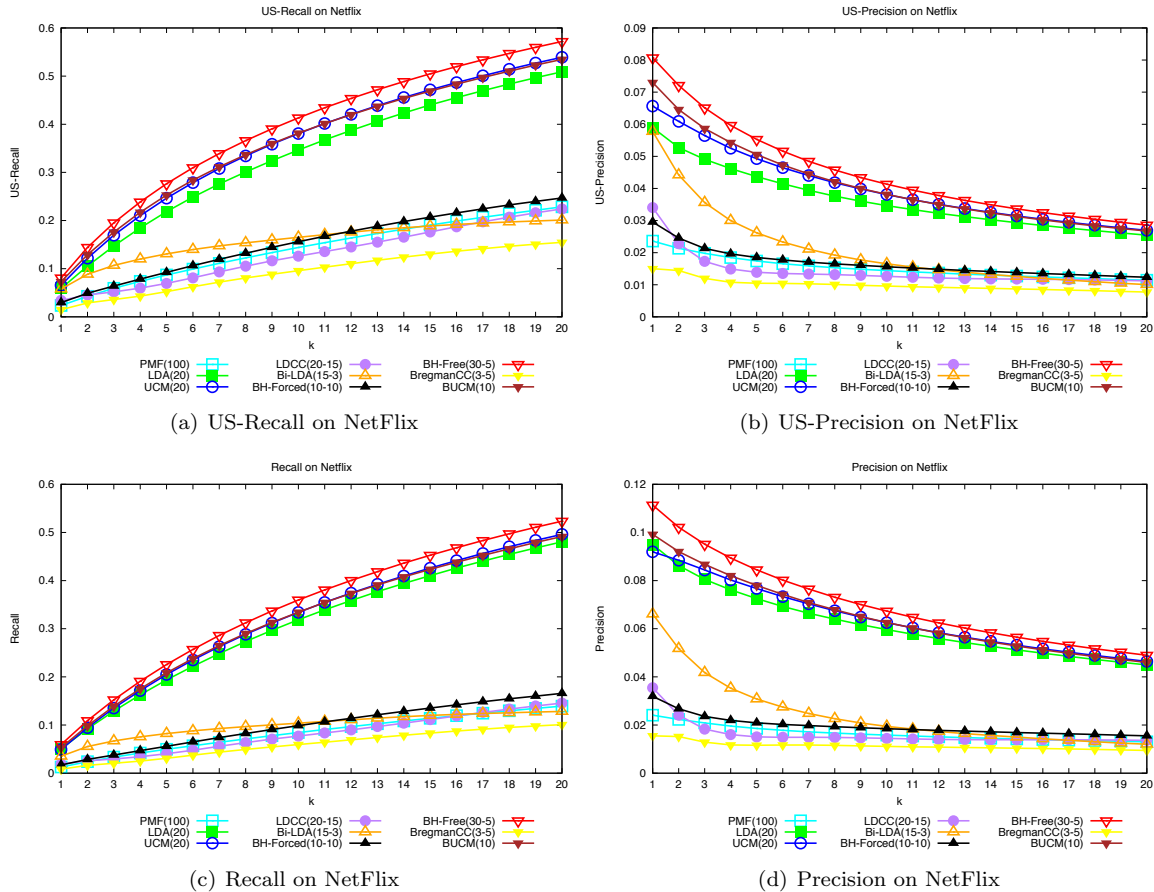 US-Recall on Netflix
US-Recall
0.6
0.5
0.4
0.3
0.2
0.1
0
1 2 3 4 5 6 7 8 9 10 11 12 13 14 15 16 17 18 19 20
k
PMF(100) LDCC(20-15) BH-Free(30-5)
LDA(20) Bi-LDA(15-3) BregmanCC(3-5)
UCM(20) BH-Forced(10-10) BUCM(10)
(a) US-Recall on NetFlix
US-Precision on Netflix
US-Precision
0.09
0.08
0.07
0.06
0.05
0.04
0.03
0.02
0.01
0
1 2 3 4 5 6 7 8 9 10 11 12 13 14 15 16 17 18 19 20
k
PMF(100) LDCC(20-15) BH-Free(30-5)
LDA(20) Bi-LDA(15-3) BregmanCC(3-5)
UCM(20) BH-Forced(10-10) BUCM(10)
(b) US-Precision on NetFlix
Recall on Netflix
Recall
0.6
0.5
0.4
0.3
0.2
0.1
0
1 2 3 4 5 6 7 8 9 10 11 12 13 14 15 16 17 18 19 20
k
PMF(100) LDCC(20-15) BH-Free(30-5)
LDA(20) Bi-LDA(15-3) BregmanCC(3-5)
UCM(20) BH-Forced(10-10) BUCM(10)
(c) Recall on NetFlix
Precision on Netflix
Precision
0.12
0.1
0.08
0.06
0.04
0.02
0
1 2 3 4 5 6 7 8 9 10 11 12 13 14 15 16 17 18 19 20
k
PMF(100) LDCC(20-15) BH-Free(30-5)
LDA(20) Bi-LDA(15-3) BregmanCC(3-5)
UCM(20) BH-Forced(10-10) BUCM(10)
(d) Precision on NetFlix